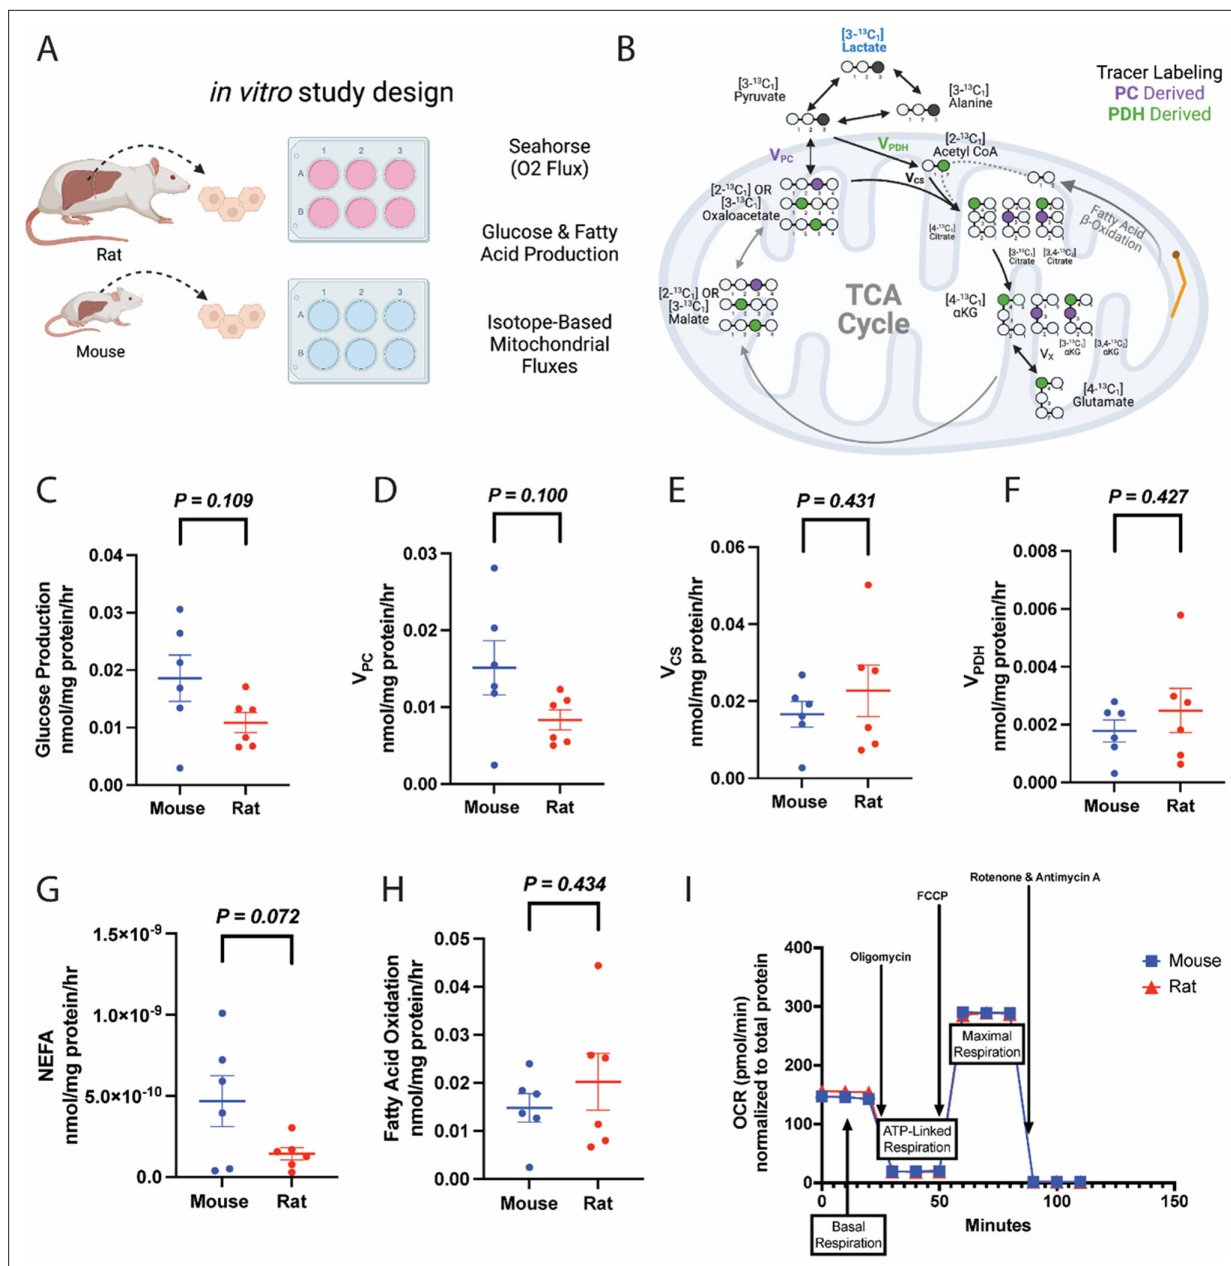 A
in vitro study design
1 2 3
A
B
Rat
1 2 3
A
B
Mouse
Seahorse
(O2 Flux)
Glucose & Fatty
Acid Production
Isotope-Based
Mitochondrial
Fluxes
B
[3-¹³C₁]
Lactate
[3-¹³C₁]
Pyruvate
[3-¹³C₁]
Alanine
Tracer Labeling
PC Derived
PDH Derived
V_PC
V_PDH
[2-¹³C₁]
Acetyl CoA
V_CS
[2-¹³C₁] OR
[3-¹³C₁]
Oxaloacetate
[4-¹³C₁]
Citrate
[3-¹³C₁]
Citrate
[3,4-¹³C₂]
Citrate
Fatty Acid
β-Oxidation
[2-¹³C₁] OR
[3-¹³C₁]
Malate
TCA
Cycle
[4-¹³C₁]
αKG
[3-¹³C₁]
αKG
[3,4-¹³C₂]
αKG
V_X
[4-¹³C₁]
Glutamate
C
P = 0.109
Glucose Production
nmol/mg protein/hr
0.04
0.03
0.02
0.01
0.00
Mouse Rat
D
P = 0.100
V_PC
nmol/mg protein/hr
0.03
0.02
0.01
0.00
Mouse Rat
E
P = 0.431
V_CS
nmol/mg protein/hr
0.06
0.04
0.02
0.00
Mouse Rat
F
P = 0.427
V_PDH
nmol/mg protein/hr
0.008
0.006
0.004
0.002
0.000
Mouse Rat
G
P = 0.072
NEFA
nmol/mg protein/hr
1.5×10⁻⁹
1.0×10⁻⁹
5.0×10⁻¹⁰
0.0
Mouse Rat
H
P = 0.434
Fatty Acid Oxidation
nmol/mg protein/hr
0.05
0.04
0.03
0.02
0.01
0.00
Mouse Rat
I
Rotenone & Antimycin A
FCCP
Oligomycin
Mouse
Rat
OCR (pmol/min)
normalized to total protein
400
300
200
100
0
Maximal
Respiration
ATP-Linked
Respiration
0 50 100 150
Minutes
Basal
Respiration